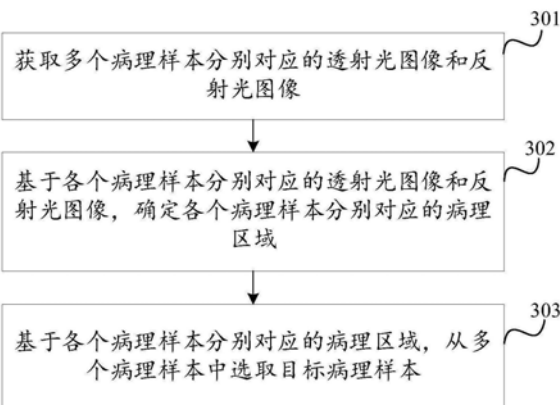 301
获取多个病理样本分别对应的透射光图像和反
射光图像
302
基于各个病理样本分别对应的透射光图像和反
射光图像，确定各个病理样本分别对应的病理
区域
303
基于各个病理样本分别对应的病理区域，从多
个病理样本中选取目标病理样本